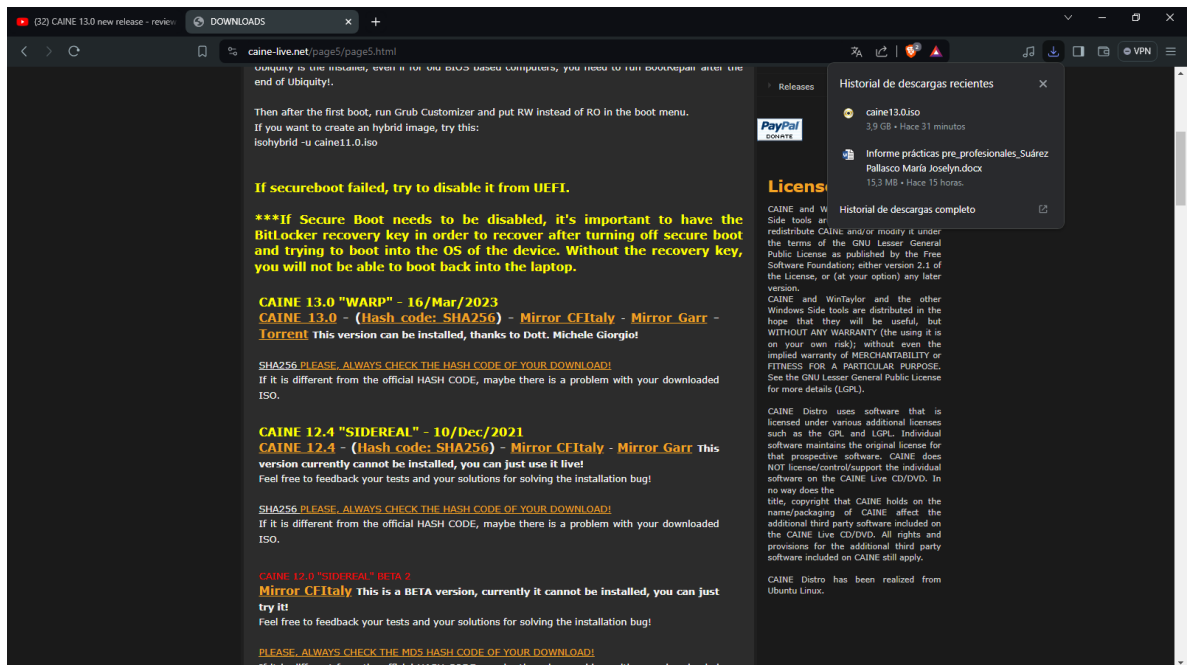 (32) CAINE 13.0 new release - review
DOWNLOADS
caine-live.net/page5/page5.html
VPN
Ubiquity is the installer, even if for old BIOS based computers, you need to run BootRepair after the
end of Ubiquity!.
Then after the first boot, run Grub Customizer and put RW instead of RO in the boot menu.
If you want to create an hybrid image, try this:
isohybrid -u caine11.0.iso
If secureboot failed, try to disable it from UEFI.
***If Secure Boot needs to be disabled, it's important to have the
BitLocker recovery key in order to recover after turning off secure boot
and trying to boot into the OS of the device. Without the recovery key,
you will not be able to boot back into the laptop.
CAINE 13.0 "WARP" - 16/Mar/2023
CAINE 13.0 - (Hash code: SHA256) - Mirror CFItaly - Mirror Garr -
Torrent This version can be installed, thanks to Dott. Michele Giorgio!
SHA256 PLEASE, ALWAYS CHECK THE HASH CODE OF YOUR DOWNLOAD!
If it is different from the official HASH CODE, maybe there is a problem with your downloaded
ISO.
CAINE 12.4 "SIDEREAL" - 10/Dec/2021
CAINE 12.4 - (Hash code: SHA256) - Mirror CFItaly - Mirror Garr This
version currently cannot be installed, you can just use it live!
Feel free to feedback your tests and your solutions for solving the installation bug!
SHA256 PLEASE, ALWAYS CHECK THE HASH CODE OF YOUR DOWNLOAD!
If it is different from the official HASH CODE, maybe there is a problem with your downloaded
ISO.
CAINE 12.0 "SIDEREAL" BETA 2
Mirror CFItaly This is a BETA version, currently it cannot be installed, you can just
try it!
Feel free to feedback your tests and your solutions for solving the installation bug!
PLEASE, ALWAYS CHECK THE MD5 HASH CODE OF YOUR DOWNLOAD!
Releases
PayPal
DONATE
Historial de descargas recientes
caine13.0.iso
3,9 GB • Hace 31 minutos
Informe prácticas pre_profesionales_Suárez
Pallasco María Joselyn.docx
15,3 MB • Hace 15 horas.
Historial de descargas completo
Licens
CAINE and W
Side tools ar
redistribute CAINE and/or modify it under
the terms of the GNU Lesser General
Public License as published by the Free
Software Foundation; either version 2.1 of
the License, or (at your option) any later
version.
CAINE and WinTaylor and the other
Windows Side tools are distributed in the
hope that they will be useful, but
WITHOUT ANY WARRANTY (the using it is
on your own risk); without even the
implied warranty of MERCHANTABILITY or
FITNESS FOR A PARTICULAR PURPOSE.
See the GNU Lesser General Public License
for more details (LGPL).
CAINE Distro uses software that is
licensed under various additional licenses
such as the GPL and LGPL. Individual
software maintains the original license for
that prospective software. CAINE does
NOT license/control/support the individual
software on the CAINE Live CD/DVD. In
no way does the
title, copyright that CAINE holds on the
name/packaging of CAINE affect the
additional third party software included on
the CAINE Live CD/DVD. All rights and
provisions for the additional third party
software included on CAINE still apply.
CAINE Distro has been realized from
Ubuntu Linux.